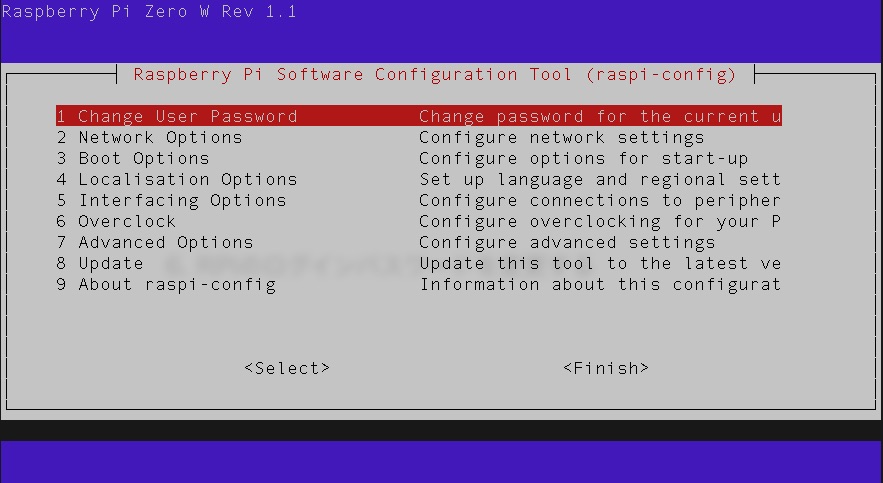 Raspberry Pi Zero W Rev 1.1
Raspberry Pi Software Configuration Tool (raspi-config)
1 Change User Password Change password for the current u
2 Network Options Configure network settings
3 Boot Options Configure options for start-up
4 Localisation Options Set up language and regional sett
5 Interfacing Options Configure connections to peripher
6 Overclock Configure overclocking for your P
7 Advanced Options Configure advanced settings
8 Update Update this tool to the latest ve
9 About raspi-config Information about this configurat
<Select> <Finish>